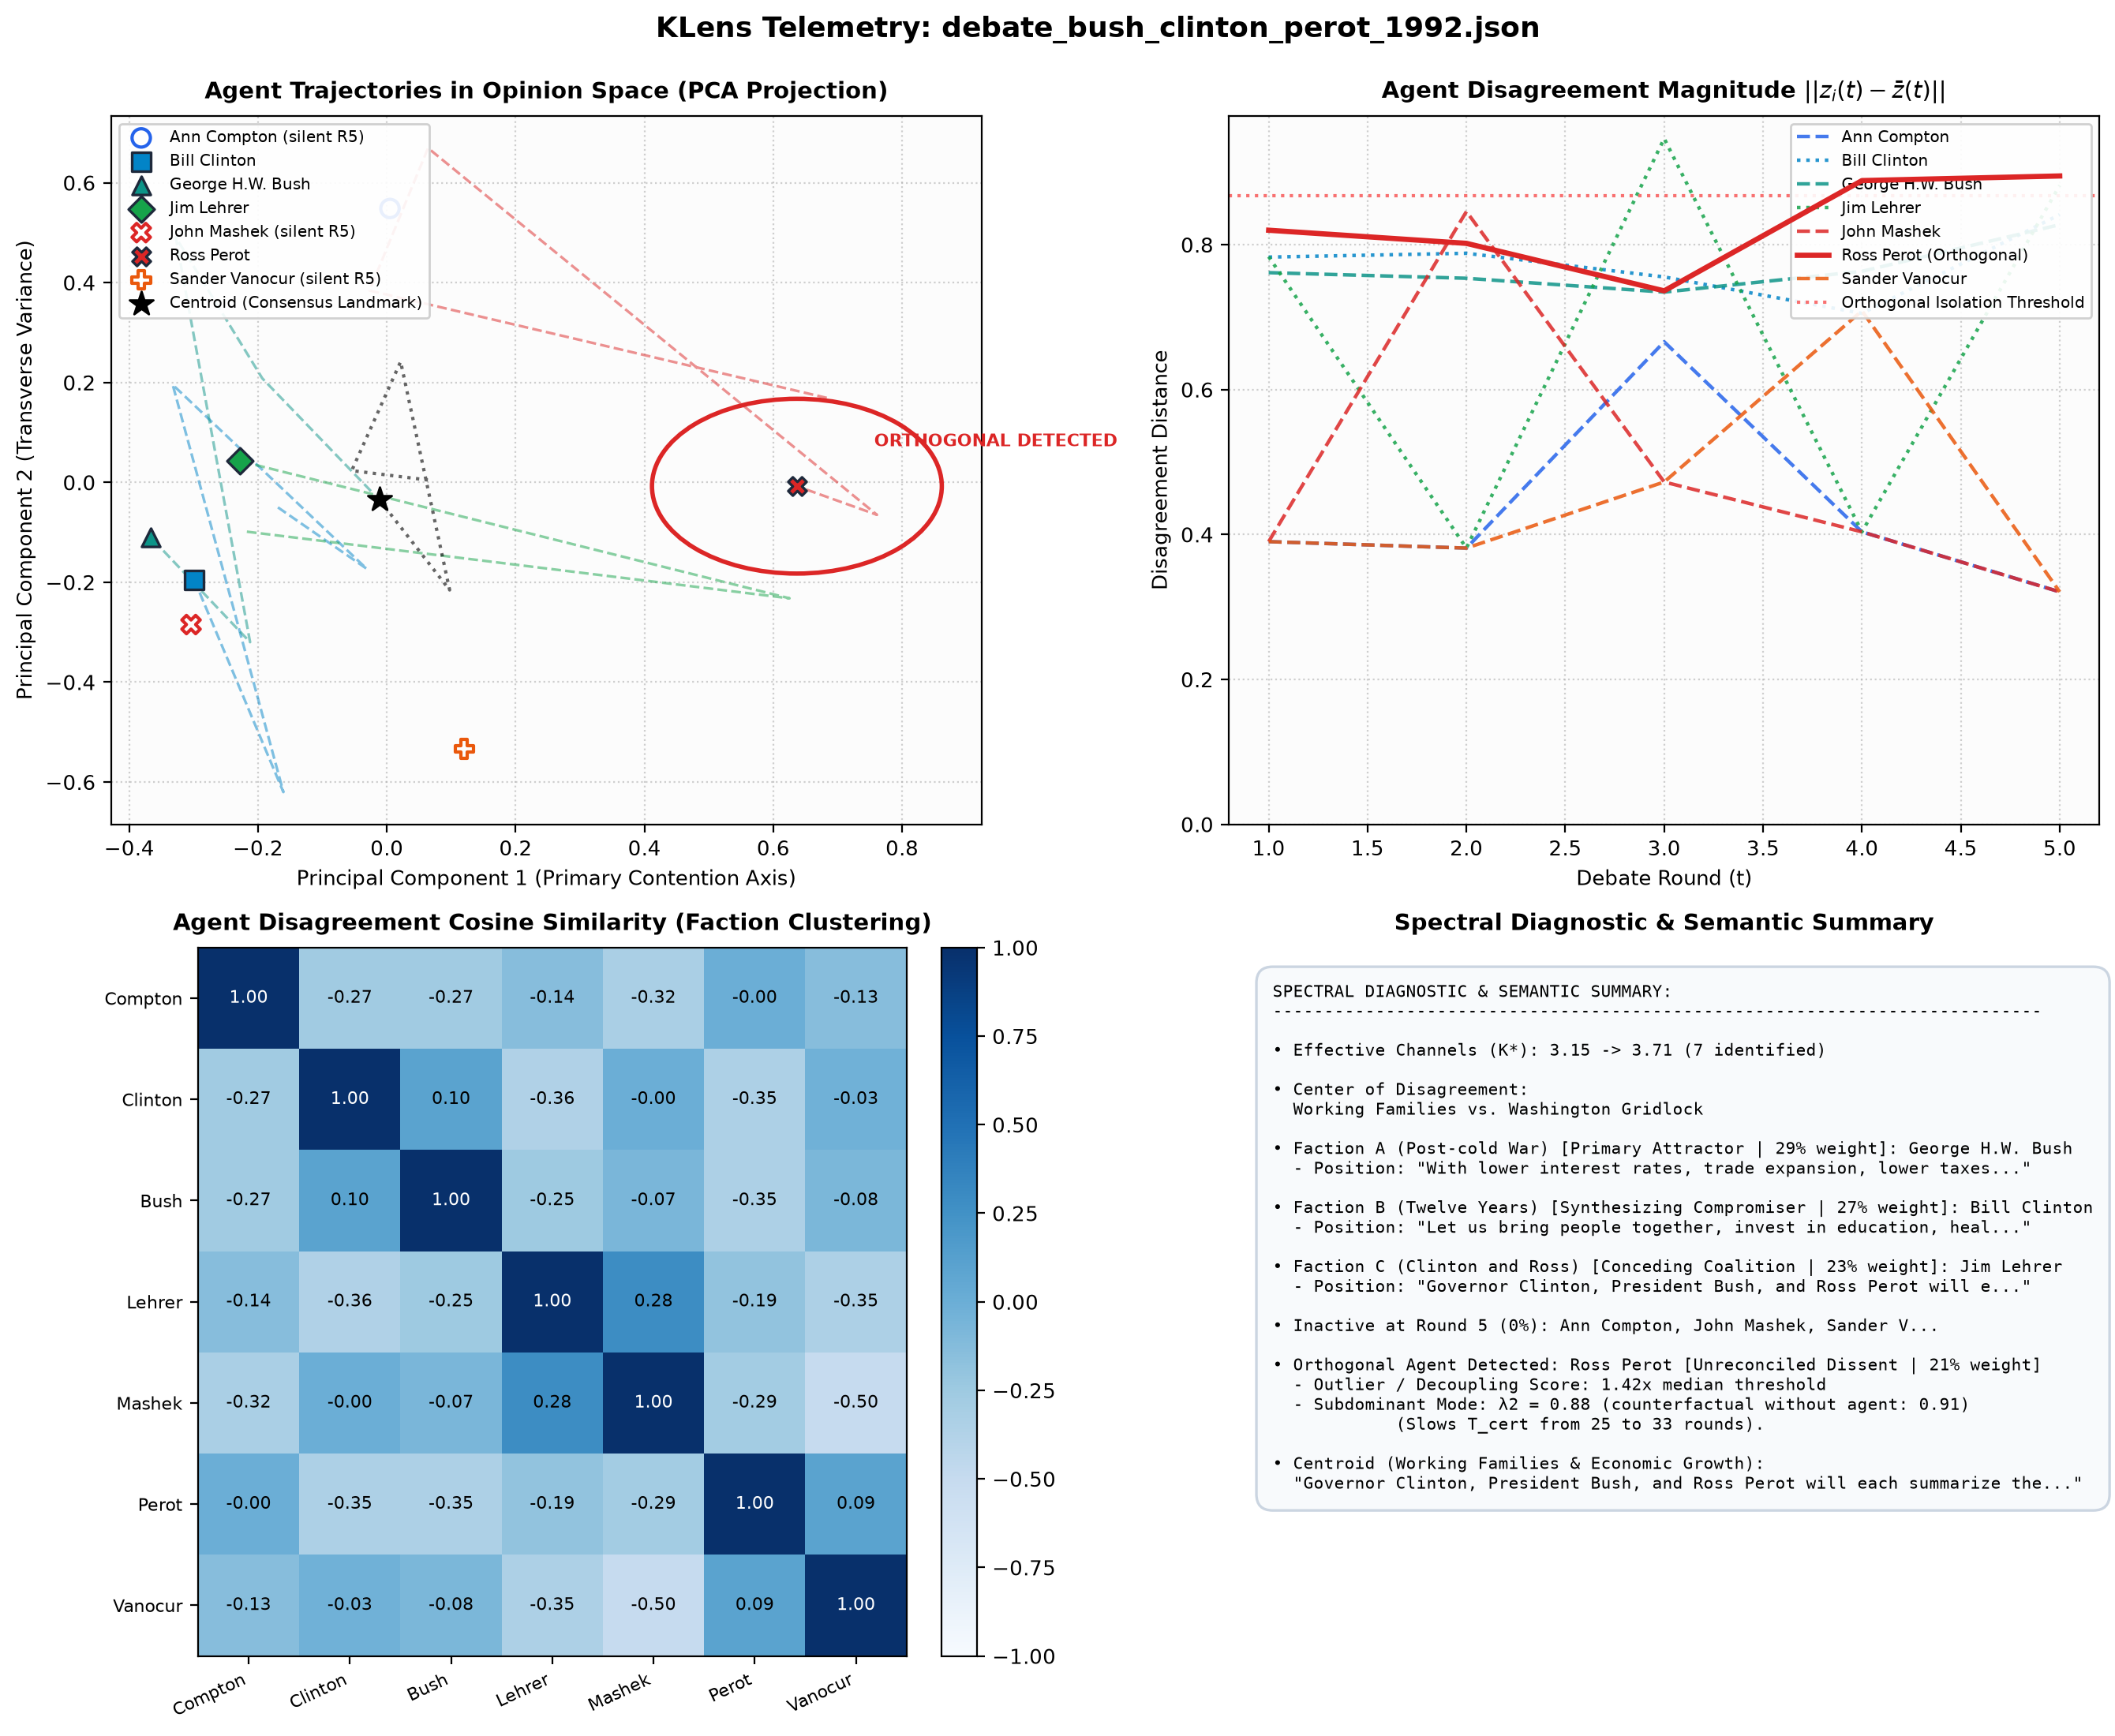 KLens Telemetry: debate_bush_clinton_perot_1992.json
Agent Trajectories in Opinion Space (PCA Projection)
Ann Compton (silent R5)
Bill Clinton
George H.W. Bush
Jim Lehrer
John Mashek (silent R5)
Ross Perot
Sander Vanocur (silent R5)
Centroid (Consensus Landmark)
ORTHOGONAL DETECTED
0.6
0.4
0.2
0.0
−0.2
−0.4
−0.6
Principal Component 2 (Transverse Variance)
−0.4 −0.2 0.0 0.2 0.4 0.6 0.8
Principal Component 1 (Primary Contention Axis)
Agent Disagreement Magnitude ||z_i(t) − z̄(t)||
Ann Compton
Bill Clinton
George H.W. Bush
Jim Lehrer
John Mashek
Ross Perot (Orthogonal)
Sander Vanocur
Orthogonal Isolation Threshold
0.8
0.6
0.4
0.2
0.0
Disagreement Distance
1.0 1.5 2.0 2.5 3.0 3.5 4.0 4.5 5.0
Debate Round (t)
Agent Disagreement Cosine Similarity (Faction Clustering)
Compton 1.00 -0.27 -0.27 -0.14 -0.32 -0.00 -0.13
Clinton -0.27 1.00 0.10 -0.36 -0.00 -0.35 -0.03
Bush -0.27 0.10 1.00 -0.25 -0.07 -0.35 -0.08
Lehrer -0.14 -0.36 -0.25 1.00 0.28 -0.19 -0.35
Mashek -0.32 -0.00 -0.07 0.28 1.00 -0.29 -0.50
Perot -0.00 -0.35 -0.35 -0.19 -0.29 1.00 0.09
Vanocur -0.13 -0.03 -0.08 -0.35 -0.50 0.09 1.00
Compton Clinton Bush Lehrer Mashek Perot Vanocur
1.00
0.75
0.50
0.25
0.00
−0.25
−0.50
−0.75
−1.00
Spectral Diagnostic & Semantic Summary
SPECTRAL DIAGNOSTIC & SEMANTIC SUMMARY:
---------------------------------------------------------------------------
• Effective Channels (K*): 3.15 -> 3.71 (7 identified)
• Center of Disagreement:
Working Families vs. Washington Gridlock
• Faction A (Post-cold War) [Primary Attractor | 29% weight]: George H.W. Bush
- Position: "With lower interest rates, trade expansion, lower taxes..."
• Faction B (Twelve Years) [Synthesizing Compromiser | 27% weight]: Bill Clinton
- Position: "Let us bring people together, invest in education, heal..."
• Faction C (Clinton and Ross) [Conceding Coalition | 23% weight]: Jim Lehrer
- Position: "Governor Clinton, President Bush, and Ross Perot will e..."
• Inactive at Round 5 (0%): Ann Compton, John Mashek, Sander V...
• Orthogonal Agent Detected: Ross Perot [Unreconciled Dissent | 21% weight]
- Outlier / Decoupling Score: 1.42x median threshold
- Subdominant Mode: λ2 = 0.88 (counterfactual without agent: 0.91)
(Slows T_cert from 25 to 33 rounds).
• Centroid (Working Families & Economic Growth):
"Governor Clinton, President Bush, and Ross Perot will each summarize the..."